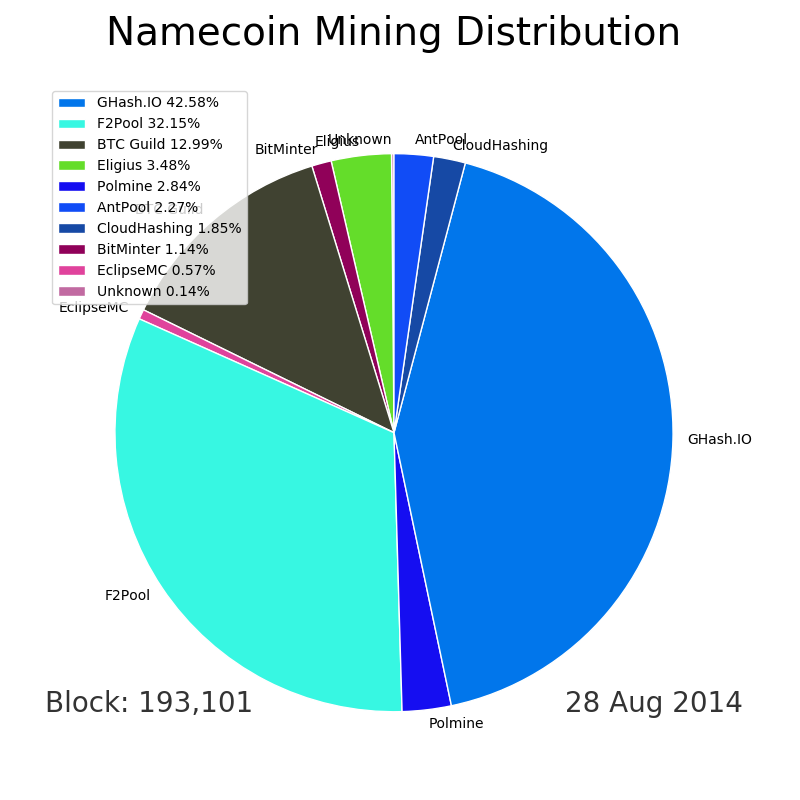 Namecoin Mining Distribution
GHash.IO 42.58%
F2Pool 32.15%
BTC Guild 12.99%
Eligius 3.48%
Polmine 2.84%
AntPool 2.27%
CloudHashing 1.85%
BitMinter 1.14%
EclipseMC 0.57%
Unknown 0.14%
Unknown
AntPool
Eligius
CloudHashing
BitMinter
BTC Guild
EclipseMC
GHash.IO
F2Pool
Polmine
Block: 193,101
28 Aug 2014